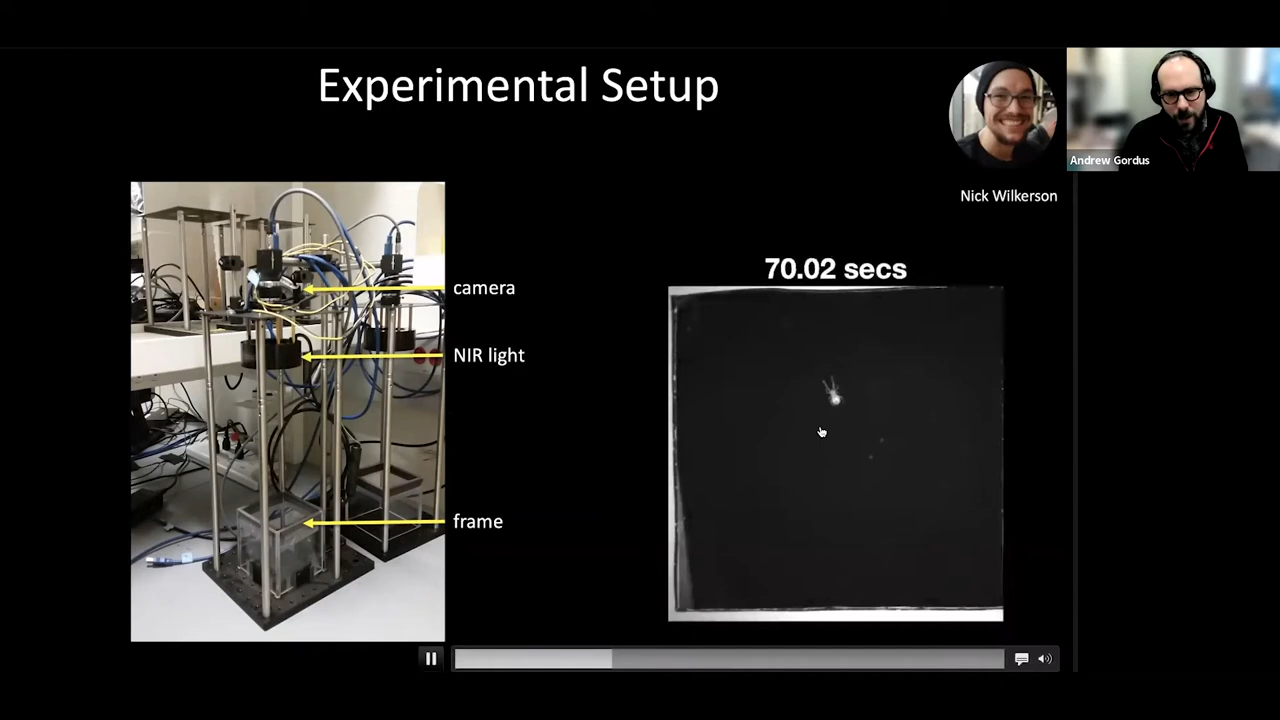 Experimental Setup
Andrew Gordus
Nick Wilkerson
70.02 secs
camera
NIR light
frame